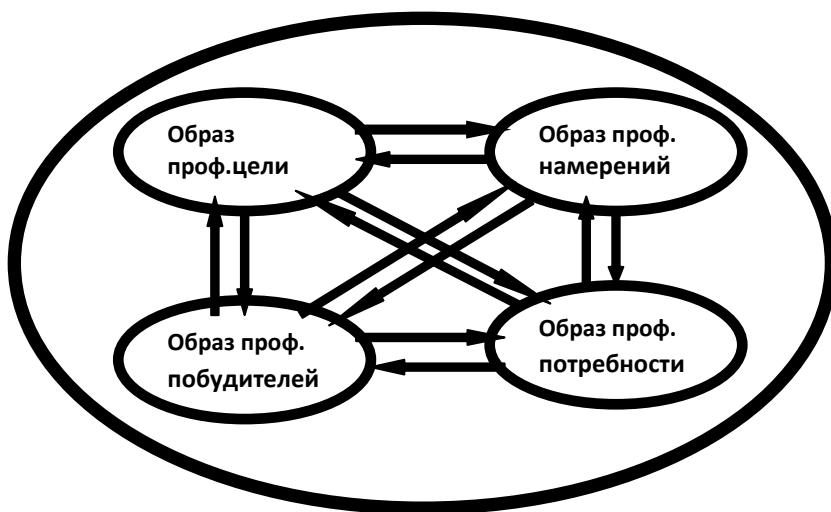 Образ
проф.цели
Образ проф.
намерений
Образ проф.
побудителей
Образ проф.
потребности